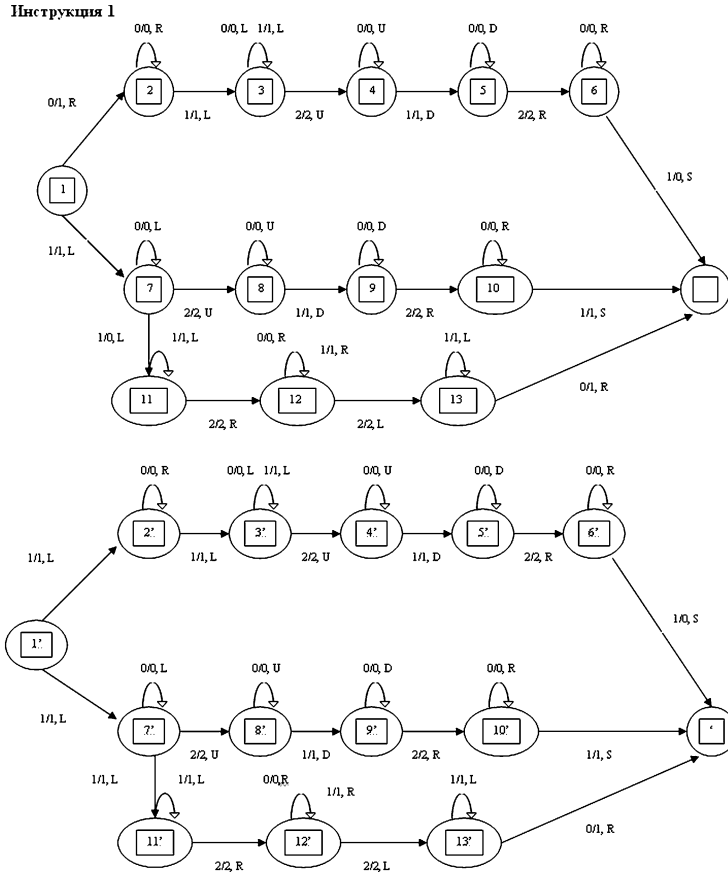 Инструкция 1
0/0, R 0/0, L 1/1, L 0/0, U 0/0, D 0/0, R
2 3 4 5 6
0/1, R
1/1, L 2/2, U 1/1, D 2/2, R
1/0, S
1
0/0, L 0/0, U 0/0, D 0/0, R
1/1, L
7 8 9 10
2/2, U 1/1, D 2/2, R 1/1, S
1/0, L 1/1, L 0/0, R 1/1, R 1/1, L
11 12 13
0/1, R
2/2, R 2/2, L
0/0, R 0/0, L 1/1, L 0/0, U 0/0, D 0/0, R
2' 3' 4' 5' 6'
1/1, L
1/1, L 2/2, U 1/1, D 2/2, R
1/0, S
1'
0/0, L 0/0, U 0/0, D 0/0, R
1/1, L
7' 8' 9' 10' '
2/2, U 1/1, D 2/2, R 1/1, S
1/1, L 1/1, L 0/0,R 1/1, R 1/1, L
11' 12' 13'
0/1, R
2/2, R 2/2, L